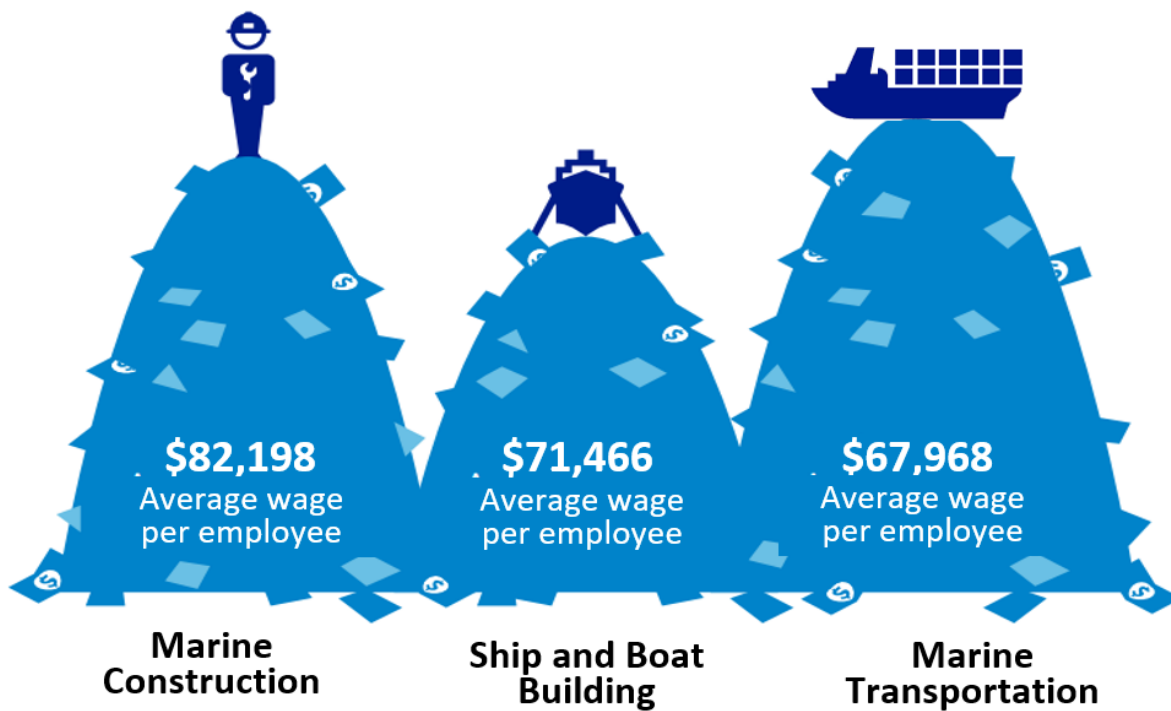 $82,198
Average wage
per employee
$71,466
Average wage
per employee
$67,968
Average wage
per employee
Marine
Construction
Ship and Boat
Building
Marine
Transportation